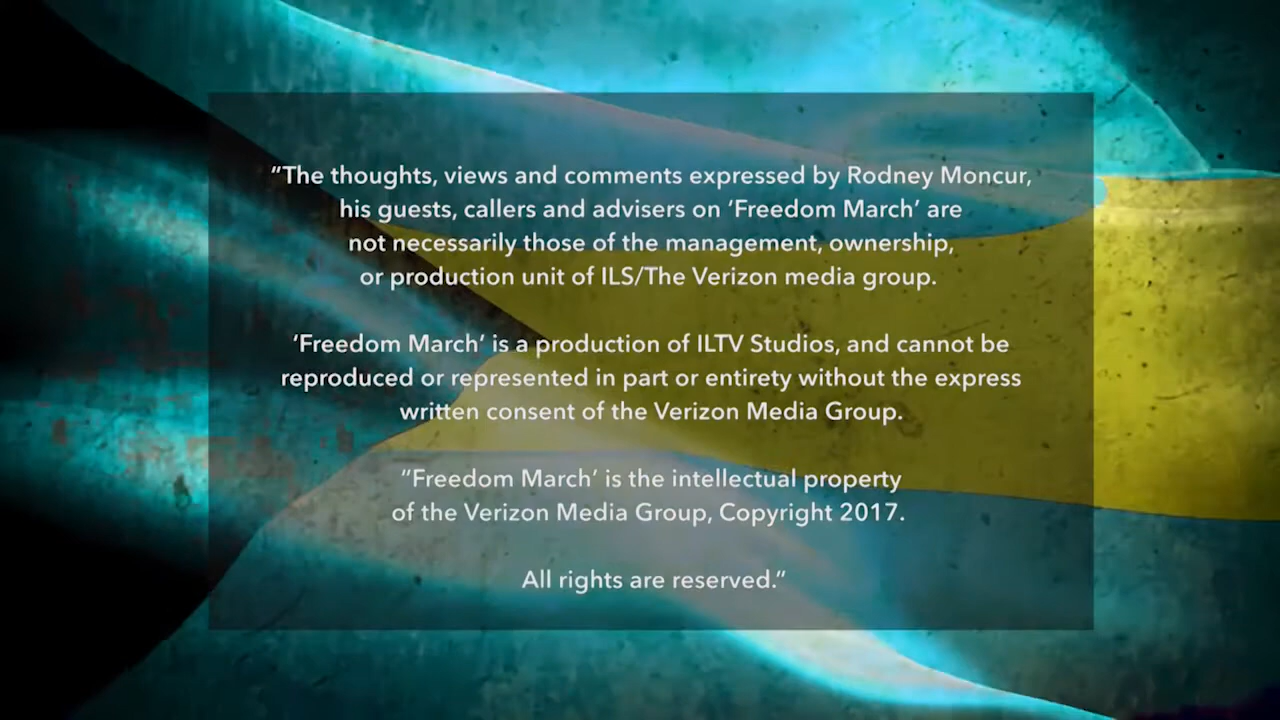 “The thoughts, views and comments expressed by Rodney Moncur,
his guests, callers and advisers on ‘Freedom March’ are
not necessarily those of the management, ownership,
or production unit of ILS/The Verizon media group.
‘Freedom March’ is a production of ILTV Studios, and cannot be
reproduced or represented in part or entirety without the express
written consent of the Verizon Media Group.
“Freedom March’ is the intellectual property
of the Verizon Media Group, Copyright 2017.
All rights are reserved.”